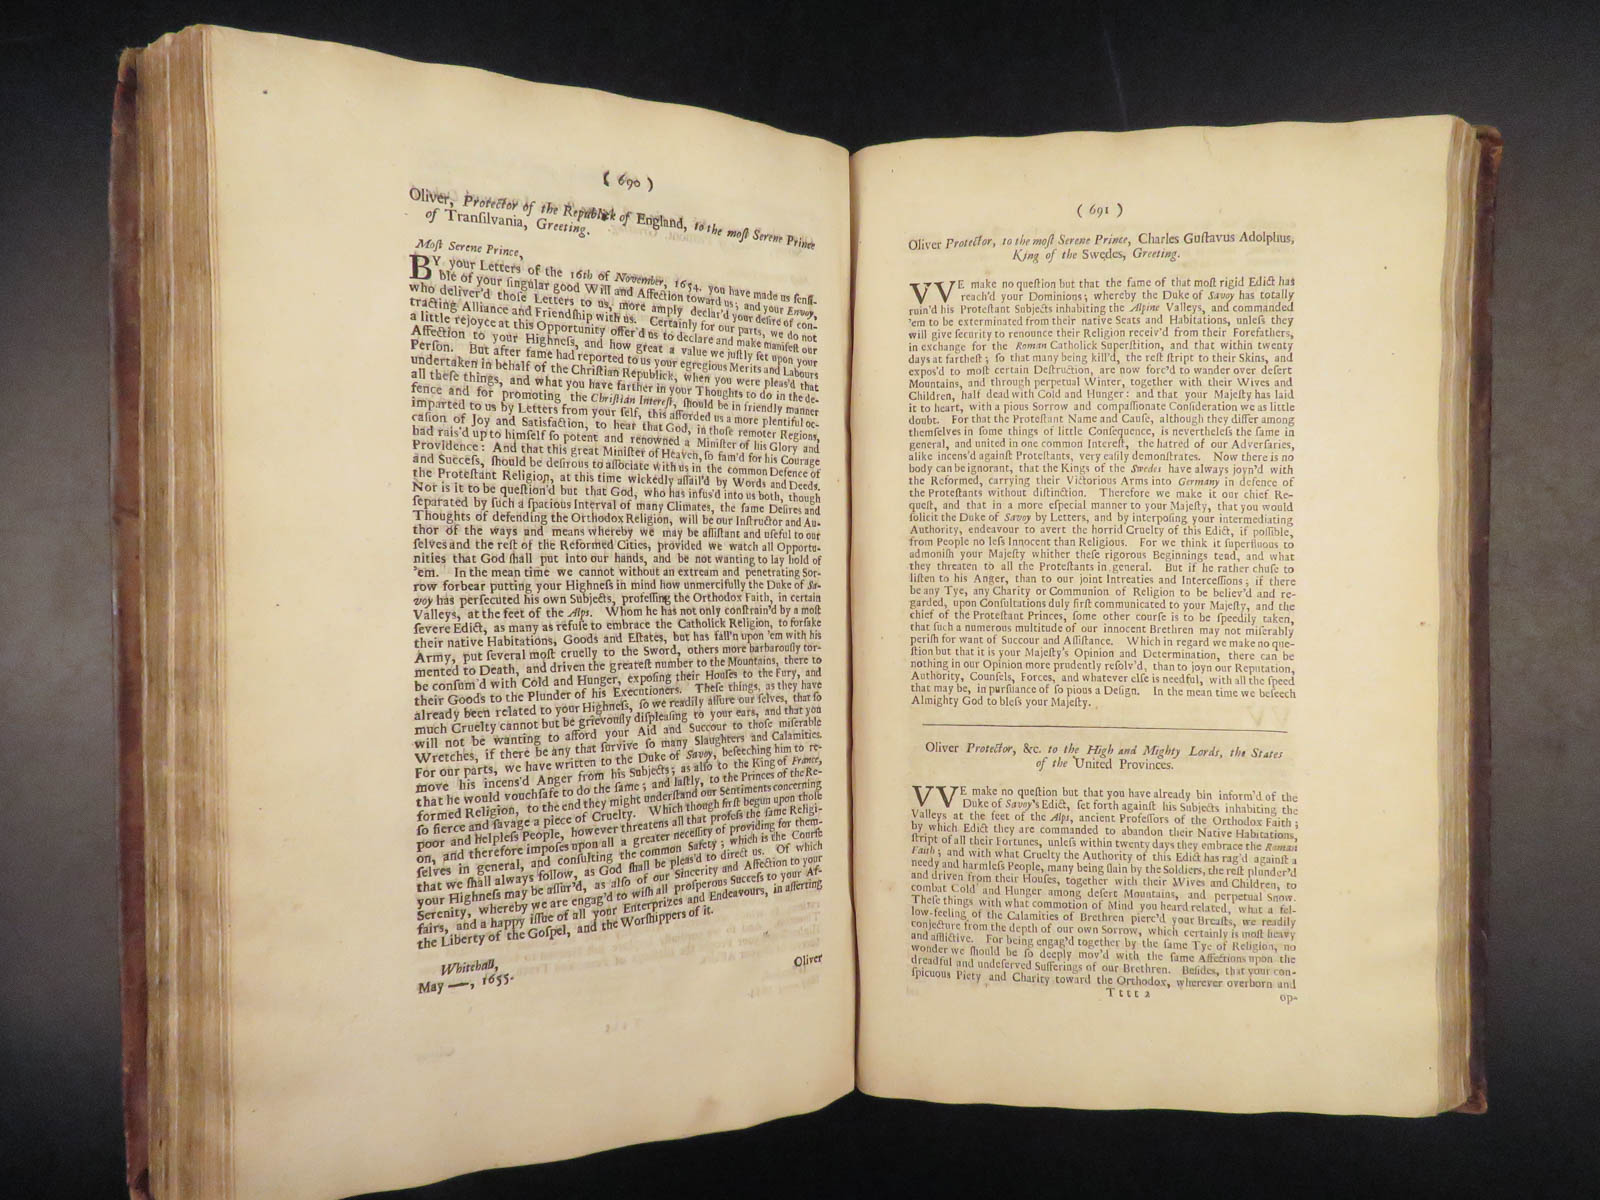 ( 690 )
Oliver, Protector of the Republick of England, to the moſt Serene Prince
of Tranſilvania, Greeting.
Moſt Serene Prince,
BY your Letters of the 16th of November, 1654. you have made us ſenſi-
ble of your ſingular good Will and Affection toward us; and your Envoy,
who deliver'd thoſe Letters to us, more amply declar'd your deſire of con-
tracting Alliance and Friendſhip with us. Certainly for our parts, we do not
a little rejoyce at this Opportunity offer'd us to declare and make manifeſt our
Affection to your Highneſs, and how great a value we juſtly ſet upon your
Perſon. But after fame had reported to us your egregious Merits and Labours
undertaken in behalf of the Chriſtian Republick, when you were pleas'd that
all theſe things, and what you have farther in your Thoughts to do in the de-
fence and for promoting the Chriſtian Intereſt, ſhould be in friendly manner
imparted to us by Letters from your ſelf, this afforded us a more plentiful oc-
caſion of Joy and Satisfaction, to hear that God, in thoſe remoter Regions,
had rais'd up to himſelf ſo potent and renowned a Miniſter of his Glory and
Providence: And that this great Miniſter of Heaven, ſo fam'd for his Courage
and Succeſs, ſhould be deſirous to aſſociate with us in the common Defence of
the Proteſtant Religion, at this time wickedly aſſail'd by Words and Deeds.
Nor is it to be queſtion'd but that God, who has infus'd into us both, though
ſeparated by ſuch a ſpacious Interval of many Climates, the ſame Deſires and
Thoughts of defending the Orthodox Religion, will be our Inſtructor and Au-
thor of the ways and means whereby we may be aſſiſtant and uſeful to our
ſelves and the reſt of the Reformed Cities, provided we watch all Opportu-
nities that God ſhall put into our hands, and be not wanting to lay hold of
'em. In the mean time we cannot without an extream and penetrating Sor-
row forbear putting your Highneſs in mind how unmercifully the Duke of Sa-
voy has perſecuted his own Subjects, profeſſing the Orthodox Faith, in certain
Valleys, at the feet of the Alps. Whom he has not only conſtrain'd by a moſt
ſevere Edict, as many as refuſe to embrace the Catholick Religion, to forſake
their native Habitations, Goods and Eſtates, but has fall'n upon 'em with his
Army, put ſeveral moſt cruelly to the Sword, others more barbarouſly tor-
mented to Death, and driven the greateſt number to the Mountains, there to
be conſum'd with Cold and Hunger, expoſing their Houſes to the Fury, and
their Goods to the Plunder of his Executioners. Theſe things, as they have
already been related to your Highneſs, ſo we readily aſſure our ſelves, that ſo
much Cruelty cannot but be grievouſly diſpleaſing to your ears, and that you
will not be wanting to afford your Aid and Succour to thoſe miſerable
Wretches, if there be any that ſurvive ſo many Slaughters and Calamities.
For our parts, we have written to the Duke of Savoy, beſeeching him to re-
move his incens'd Anger from his Subjects; as alſo to the King of France,
that he would vouchſafe to do the ſame; and laſtly, to the Princes of the Re-
formed Religion, to the end they might underſtand our Sentiments concerning
ſo fierce and ſavage a piece of Cruelty. Which though firſt begun upon thoſe
poor and helpleſs People, however threatens all that profeſs the ſame Religi-
on, and therefore impoſes upon all a greater neceſſity of providing for them-
ſelves in general, and conſulting the common Safety; which is the Courſe
that we ſhall always follow, as God ſhall be pleas'd to direct us. Of which
your Highneſs may be aſſur'd, as alſo of our Sincerity and Affection to your
Serenity, whereby we are engag'd to wiſh all proſperous Succeſs to your Af-
fairs, and a happy iſſue of all your Enterprizes and Endeavours, in aſſerting
the Liberty of the Goſpel, and the Worſhippers of it.
Whitehall,
May —, 1655.
Oliver
( 691 )
Oliver Protector, to the moſt Serene Prince, Charles Guſtavus Adolphus,
King of the Swedes, Greeting.
VVE make no queſtion but that the fame of that moſt rigid Edict has
reach'd your Dominions; whereby the Duke of Savoy has totally
ruin'd his Proteſtant Subjects inhabiting the Alpine Valleys, and commanded
'em to be exterminated from their native Seats and Habitations, unleſs they
will give ſecurity to renounce their Religion receiv'd from their Forefathers,
in exchange for the Roman Catholick Superſtition, and that within twenty
days at fartheſt; ſo that many being kill'd, the reſt ſtript to their Skins, and
expos'd to moſt certain Deſtruction, are now forc'd to wander over deſert
Mountains, and through perpetual Winter, together with their Wives and
Children, half dead with Cold and Hunger: and that your Majeſty has laid
it to heart, with a pious Sorrow and compaſſionate Conſideration we as little
doubt. For that the Proteſtant Name and Cauſe, although they differ among
themſelves in ſome things of little Conſequence, is nevertheleſs the ſame in
general, and united in one common Intereſt, the hatred of our Adverſaries,
alike incens'd againſt Proteſtants, very eaſily demonſtrates. Now there is no
body can be ignorant, that the Kings of the Swedes have always joyn'd with
the Reformed, carrying their Victorious Arms into Germany in defence of
the Proteſtants without diſtinction. Therefore we make it our chief Re-
queſt, and that in a more eſpecial manner to your Majeſty, that you would
ſolicit the Duke of Savoy by Letters, and by interpoſing your intermediating
Authority, endeavour to avert the horrid Cruelty of this Edict, if poſſible,
from People no leſs Innocent than Religious. For we think it ſuperfluous to
admoniſh your Majeſty whither theſe rigorous Beginnings tend, and what
they threaten to all the Proteſtants in general. But if he rather chuſe to
liſten to his Anger, than to our joint Intreaties and Interceſſions; if there
be any Tye, any Charity or Communion of Religion to be believ'd and re-
garded, upon Conſultations duly firſt communicated to your Majeſty, and the
chief of the Proteſtant Princes, ſome other courſe is to be ſpeedily taken,
that ſuch a numerous multitude of our innocent Brethren may not miſerably
periſh for want of Succour and Aſſiſtance. Which in regard we make no que-
ſtion but that it is your Majeſty's Opinion and Determination, there can be
nothing in our Opinion more prudently reſolv'd, than to joyn our Reputation,
Authority, Counſels, Forces, and whatever elſe is needful, with all the ſpeed
that may be, in purſuance of ſo pious a Deſign. In the mean time we beſeech
Almighty God to bleſs your Majeſty.
Oliver Protector, &c. to the High and Mighty Lords, the States
of the United Provinces.
VVE make no queſtion but that you have already bin inform'd of the
Duke of Savoy's Edict, ſet forth againſt his Subjects inhabiting the
Valleys at the feet of the Alps, ancient Profeſſors of the Orthodox Faith;
by which Edict they are commanded to abandon their Native Habitations,
ſtript of all their Fortunes, unleſs within twenty days they embrace the Roman
Faith; and with what Cruelty the Authority of this Edict has rag'd againſt a
needy and harmleſs People, many being ſlain by the Soldiers, the reſt plunder'd
and driven from their Houſes, together with their Wives and Children, to
combat Cold and Hunger among deſert Mountains, and perpetual Snow.
Theſe things with what commotion of Mind you heard related, what a fel-
low-feeling of the Calamities of Brethren pierc'd your Breaſts, we readily
conjecture from the depth of our own Sorrow, which certainly is moſt heavy
and afflictive. For being engag'd together by the ſame Tye of Religion, no
wonder we ſhould be ſo deeply mov'd with the ſame Affections upon the
dreadful and undeſerved Sufferings of our Brethren. Beſides, that your con-
ſpicuous Piety and Charity toward the Orthodox, wherever overborn and
Tttt 2
op-